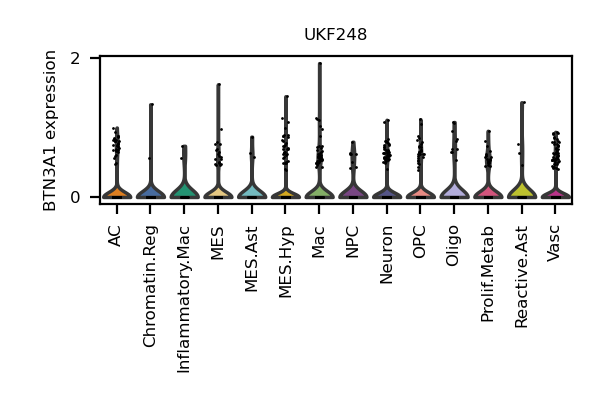 UKF248
BTN3A1 expression
2
0
AC
Chromatin.Reg
Inflammatory.Mac
MES
MES.Ast
MES.Hyp
Mac
NPC
Neuron
OPC
Oligo
Prolif.Metab
Reactive.Ast
Vasc